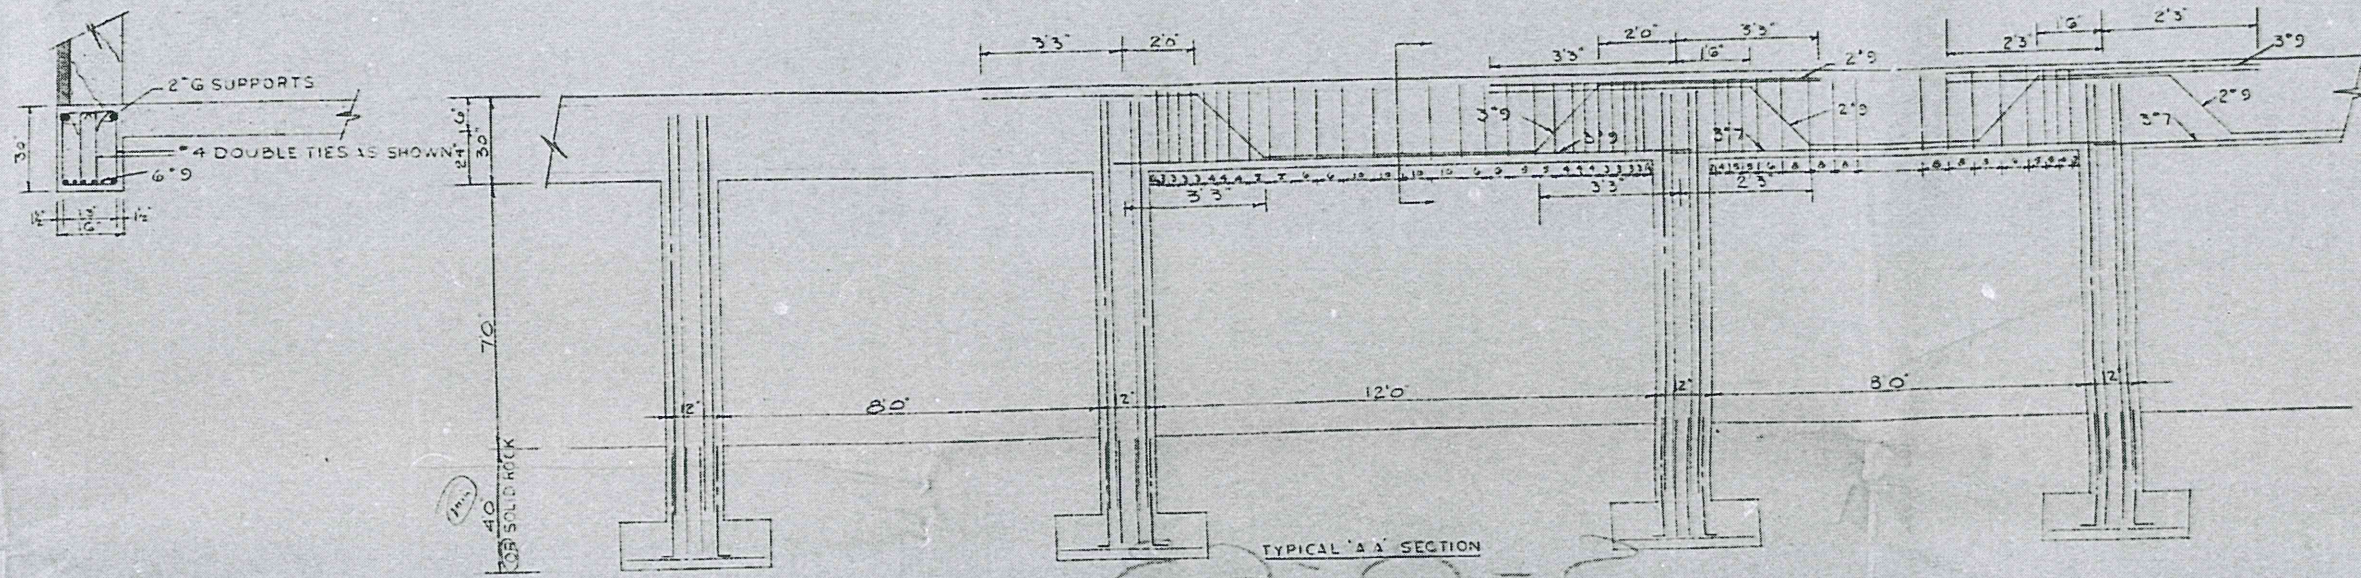 2"6 SUPPORTS
30"
#4 DOUBLE TIES AS SHOWN
6#9
1½" 13" 1½"
16"
6"
24"
30"
7'0"
4'0"
(OR) SOLID ROCK
min
3'3" 2'0"
3'3" 2'0" 1'6" 3'3"
2#9
2'3" 1'6" 2'3"
3#9
3#9
3#9
3#7
2#9
2#9
3#7
3'3"
3'3"
2'3"
12" 8'0" 12" 12'0" 12" 8'0" 12"
TYPICAL 'A A' SECTION